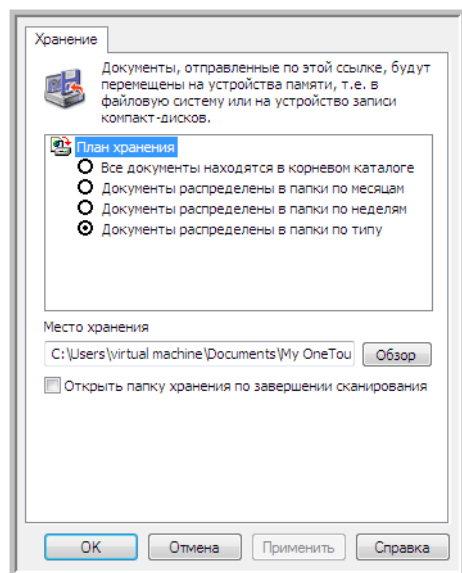 Хранение
Документы, отправленные по этой ссылке, будут
перемещены на устройства памяти, т.е. в
файловую систему или на устройство записи
компакт-дисков.
План хранения
Все документы находятся в корневом каталоге
Документы распределены в папки по месяцам
Документы распределены в папки по неделям
Документы распределены в папки по типу
Место хранения
C:\Users\virtual machine\Documents\My OneTou
Обзор
Открыть папку хранения по завершении сканирования
OK
Отмена
Применить
Справка